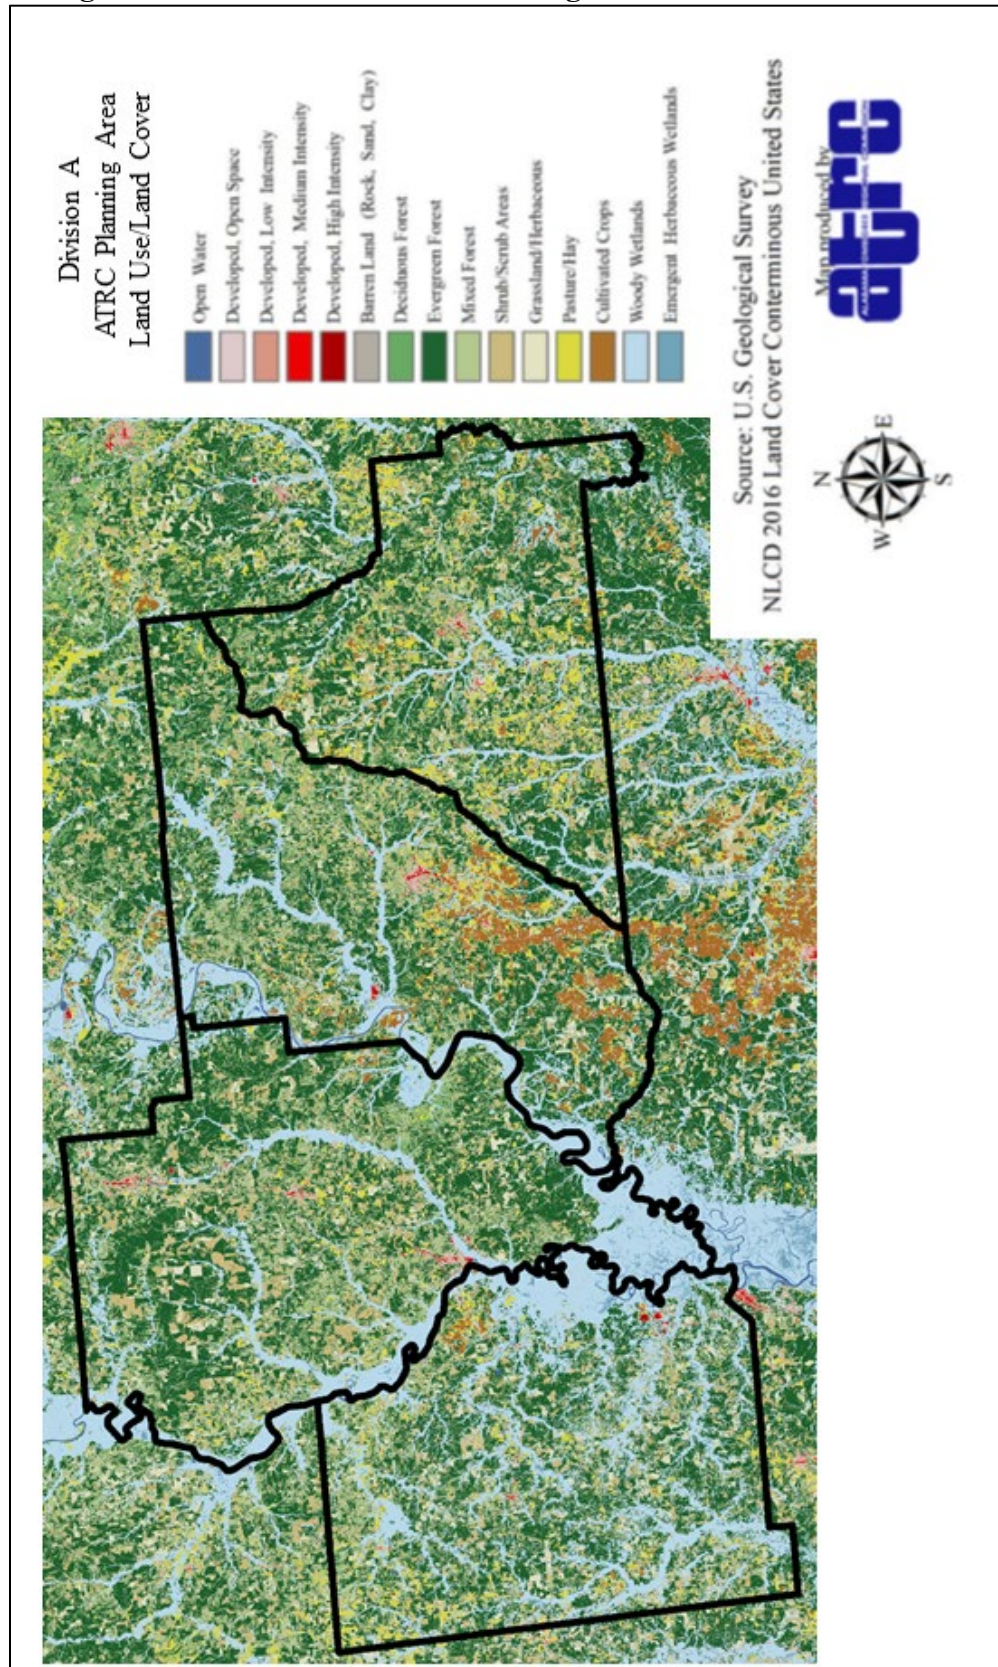 Division A
ATRC Planning Area
Land Use/Land Cover
Open Water
Developed, Open Space
Developed, Low Intensity
Developed, Medium Intensity
Developed, High Intensity
Barren Land (Rock, Sand, Clay)
Deciduous Forest
Evergreen Forest
Mixed Forest
Shrub/Scrub Areas
Grassland/Herbaceous
Pasture/Hay
Cultivated Crops
Woody Wetlands
Emergent Herbaceous Wetlands
Source: U.S. Geological Survey
NLCD 2016 Land Cover Conterminous United States
Map produced by
atrc
N
W
E
S